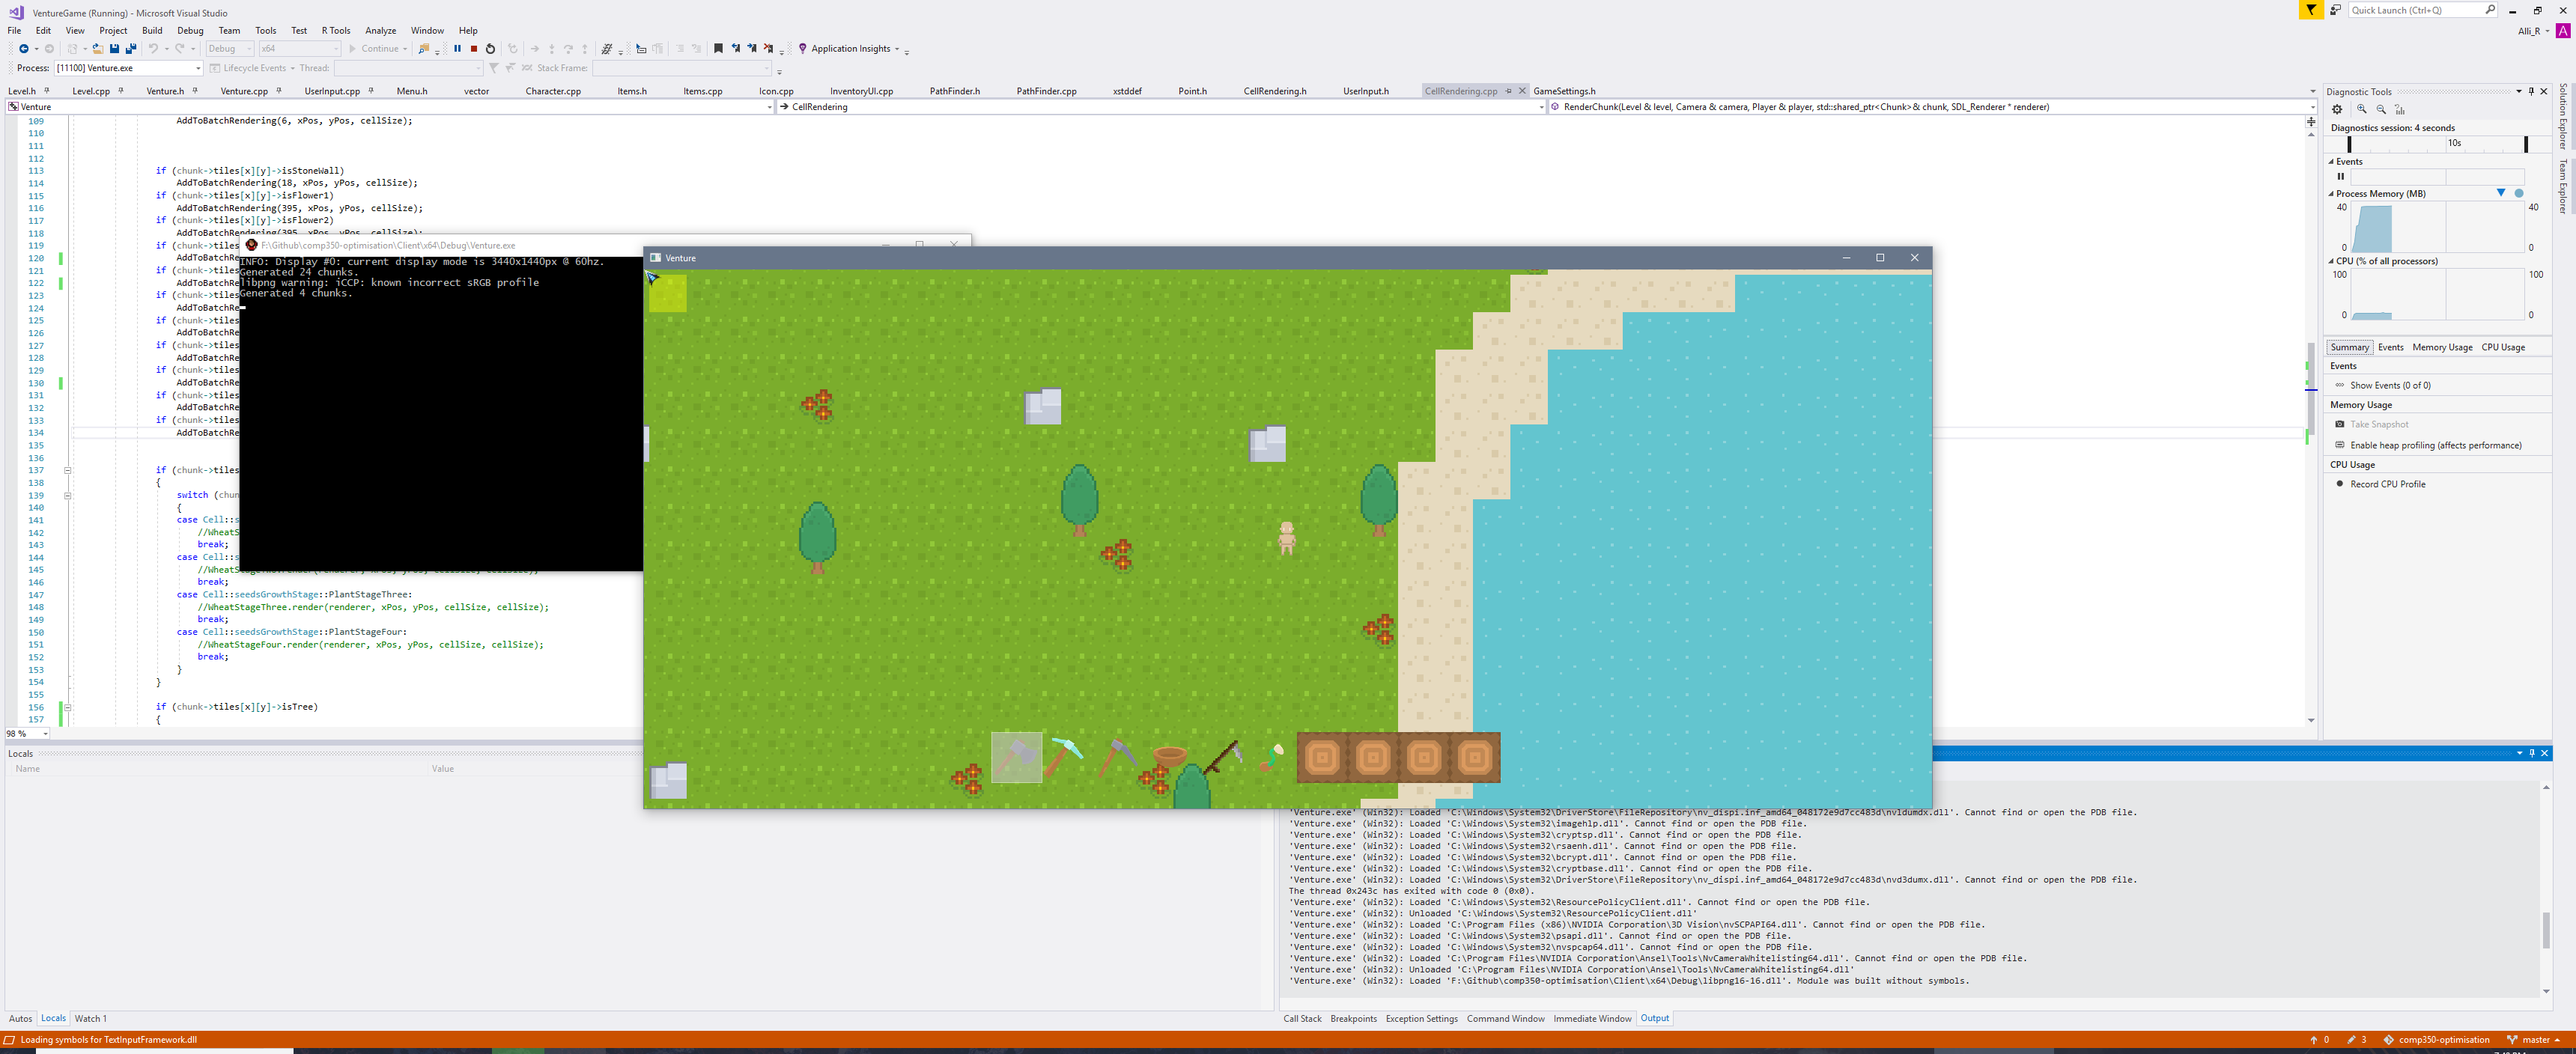 VentureGame (Running) - Microsoft Visual Studio
Quick Launch (Ctrl+Q)
File Edit View Project Build Debug Team Tools Test R Tools Analyze Window Help
Alli_R A
Debug x64 Continue Application Insights
Process: [11100] Venture.exe Lifecycle Events Thread: Stack Frame:
Level.h Level.cpp Venture.h Venture.cpp UserInput.cpp Menu.h vector Character.cpp Items.h Items.cpp Icon.cpp InventoryUI.cpp PathFinder.h PathFinder.cpp xstddef Point.h CellRendering.h UserInput.h CellRendering.cpp GameSettings.h
Venture CellRendering RenderChunk(Level & level, Camera & camera, Player & player, std::shared_ptr<Chunk>& chunk, SDL_Renderer * renderer)
109 AddToBatchRendering(6, xPos, yPos, cellSize);
110
111
112
113 if (chunk->tiles[x][y]->isStoneWall)
114 AddToBatchRendering(18, xPos, yPos, cellSize);
115 if (chunk->tiles[x][y]->isFlower1)
116 AddToBatchRendering(395, xPos, yPos, cellSize);
117 if (chunk->tiles[x][y]->isFlower2)
118 AddToBatchRendering(395, xPos, yPos, cellSize);
119 if (chunk->tiles
120 AddToBatchRe
121 if (chunk->tiles
122 AddToBatchRe
123 if (chunk->tiles
124 AddToBatchRe
125 if (chunk->tiles
126 AddToBatchRe
127 if (chunk->tiles
128 AddToBatchRe
129 if (chunk->tiles
130 AddToBatchRe
131 if (chunk->tiles
132 AddToBatchRe
133 if (chunk->tiles
134 AddToBatchRe
135
136
137 if (chunk->tiles
138 {
139 switch (chun
140 {
141 case Cell::s
142 //WheatS
143 break;
144 case Cell::s
145 //WheatStageTwo.render(renderer, xPos, yPos, cellSize, cellSize);
146 break;
147 case Cell::seedsGrowthStage::PlantStageThree:
148 //WheatStageThree.render(renderer, xPos, yPos, cellSize, cellSize);
149 break;
150 case Cell::seedsGrowthStage::PlantStageFour:
151 //WheatStageFour.render(renderer, xPos, yPos, cellSize, cellSize);
152 break;
153 }
154 }
155
156 if (chunk->tiles[x][y]->isTree)
157 {
98 %
F:\Github\comp350-optimisation\Client\x64\Debug\Venture.exe
INFO: Display #0: current display mode is 3440x1440px @ 60hz.
Generated 24 chunks.
libpng warning: iCCP: known incorrect sRGB profile
Generated 4 chunks.
Venture
Diagnostic Tools
Diagnostics session: 4 seconds
10s
Events
Process Memory (MB)
40 40
0 0
CPU (% of all processors)
100 100
0 0
Summary Events Memory Usage CPU Usage
Events
Show Events (0 of 0)
Memory Usage
Take Snapshot
Enable heap profiling (affects performance)
CPU Usage
Record CPU Profile
Solution Explorer
Team Explorer
Locals
Name Value
'Venture.exe' (Win32): Loaded 'C:\Windows\System32\DriverStore\FileRepository\nv_dispi.inf_amd64_048172e9d7cc483d\nvldumdx.dll'. Cannot find or open the PDB file.
'Venture.exe' (Win32): Loaded 'C:\Windows\System32\imagehlp.dll'. Cannot find or open the PDB file.
'Venture.exe' (Win32): Loaded 'C:\Windows\System32\cryptsp.dll'. Cannot find or open the PDB file.
'Venture.exe' (Win32): Loaded 'C:\Windows\System32\rsaenh.dll'. Cannot find or open the PDB file.
'Venture.exe' (Win32): Loaded 'C:\Windows\System32\bcrypt.dll'. Cannot find or open the PDB file.
'Venture.exe' (Win32): Loaded 'C:\Windows\System32\cryptbase.dll'. Cannot find or open the PDB file.
'Venture.exe' (Win32): Loaded 'C:\Windows\System32\DriverStore\FileRepository\nv_dispi.inf_amd64_048172e9d7cc483d\nvd3dumx.dll'. Cannot find or open the PDB file.
The thread 0x243c has exited with code 0 (0x0).
'Venture.exe' (Win32): Loaded 'C:\Windows\System32\ResourcePolicyClient.dll'. Cannot find or open the PDB file.
'Venture.exe' (Win32): Unloaded 'C:\Windows\System32\ResourcePolicyClient.dll'
'Venture.exe' (Win32): Loaded 'C:\Program Files (x86)\NVIDIA Corporation\3D Vision\nvSCPAPI64.dll'. Cannot find or open the PDB file.
'Venture.exe' (Win32): Loaded 'C:\Windows\System32\psapi.dll'. Cannot find or open the PDB file.
'Venture.exe' (Win32): Loaded 'C:\Windows\System32\nvspcap64.dll'. Cannot find or open the PDB file.
'Venture.exe' (Win32): Loaded 'C:\Program Files\NVIDIA Corporation\Ansel\Tools\NvCameraWhitelisting64.dll'. Cannot find or open the PDB file.
'Venture.exe' (Win32): Unloaded 'C:\Program Files\NVIDIA Corporation\Ansel\Tools\NvCameraWhitelisting64.dll'
'Venture.exe' (Win32): Loaded 'F:\Github\comp350-optimisation\Client\x64\Debug\libpng16-16.dll'. Module was built without symbols.
Autos Locals Watch 1
Call Stack Breakpoints Exception Settings Command Window Immediate Window Output
Loading symbols for TextInputFramework.dll
0 3 comp350-optimisation master